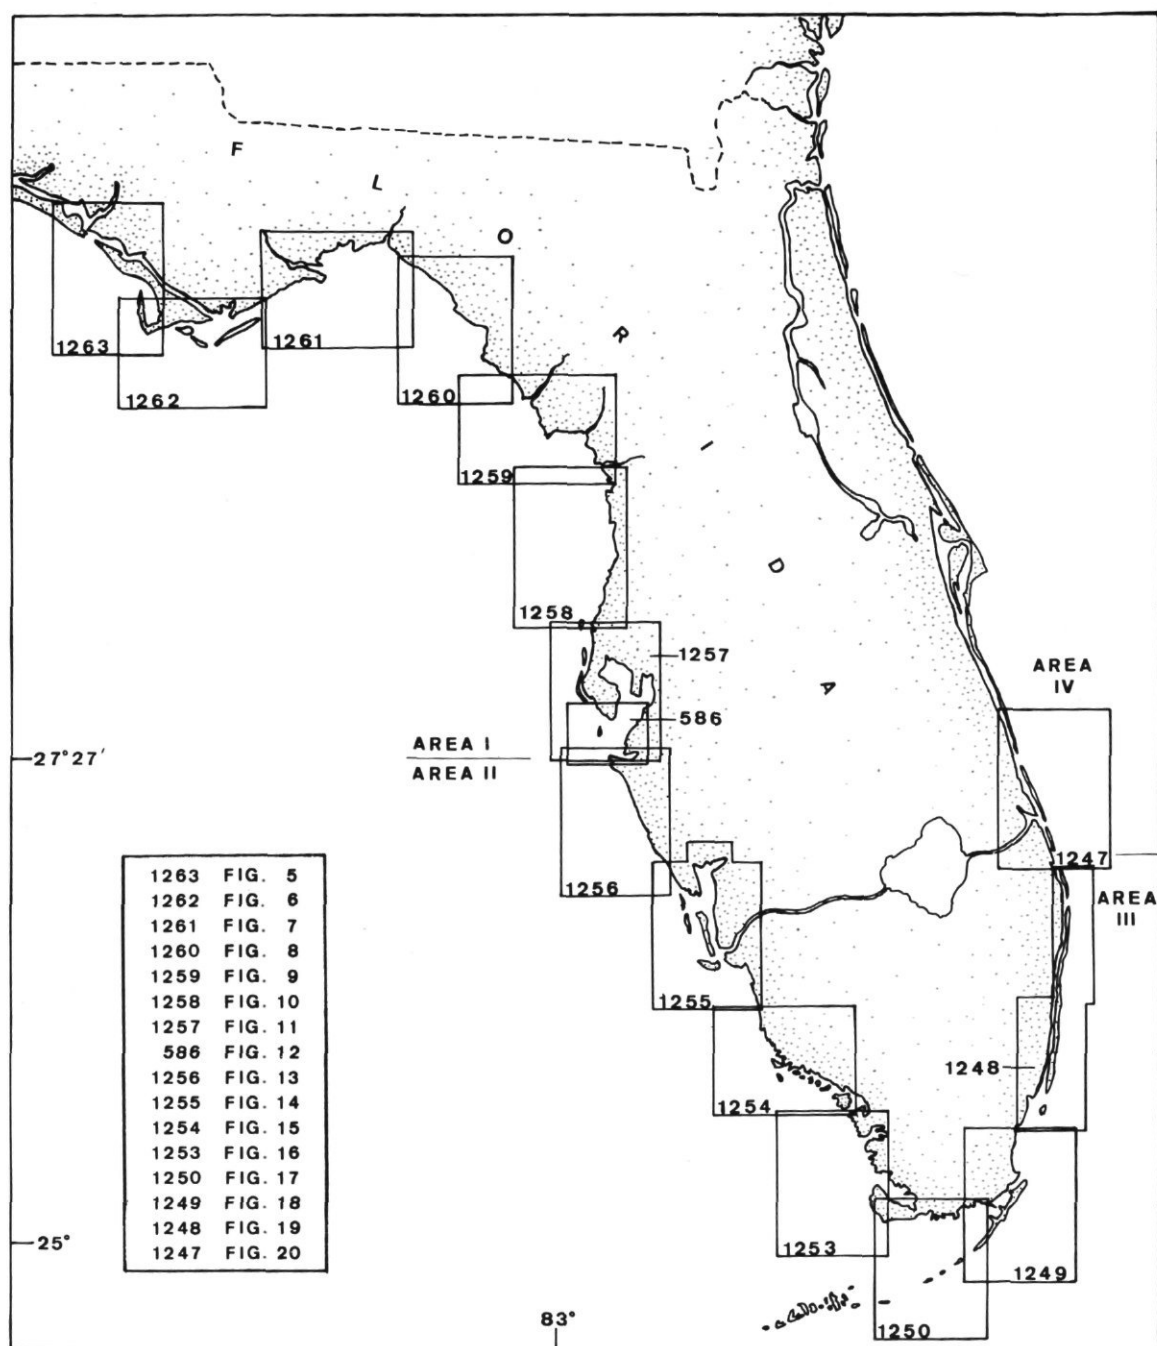 F
L
O
R
I
D
A
1263
1262
1261
1260
1259
1258
1257
586
AREA I
AREA II
27°27′
AREA
IV
1247
AREA
III
1256
1255
1254
1248
1253
1249
1250
25°
83°
1263 FIG. 5
1262 FIG. 6
1261 FIG. 7
1260 FIG. 8
1259 FIG. 9
1258 FIG. 10
1257 FIG. 11
586 FIG. 12
1256 FIG. 13
1255 FIG. 14
1254 FIG. 15
1253 FIG. 16
1250 FIG. 17
1249 FIG. 18
1248 FIG. 19
1247 FIG. 20